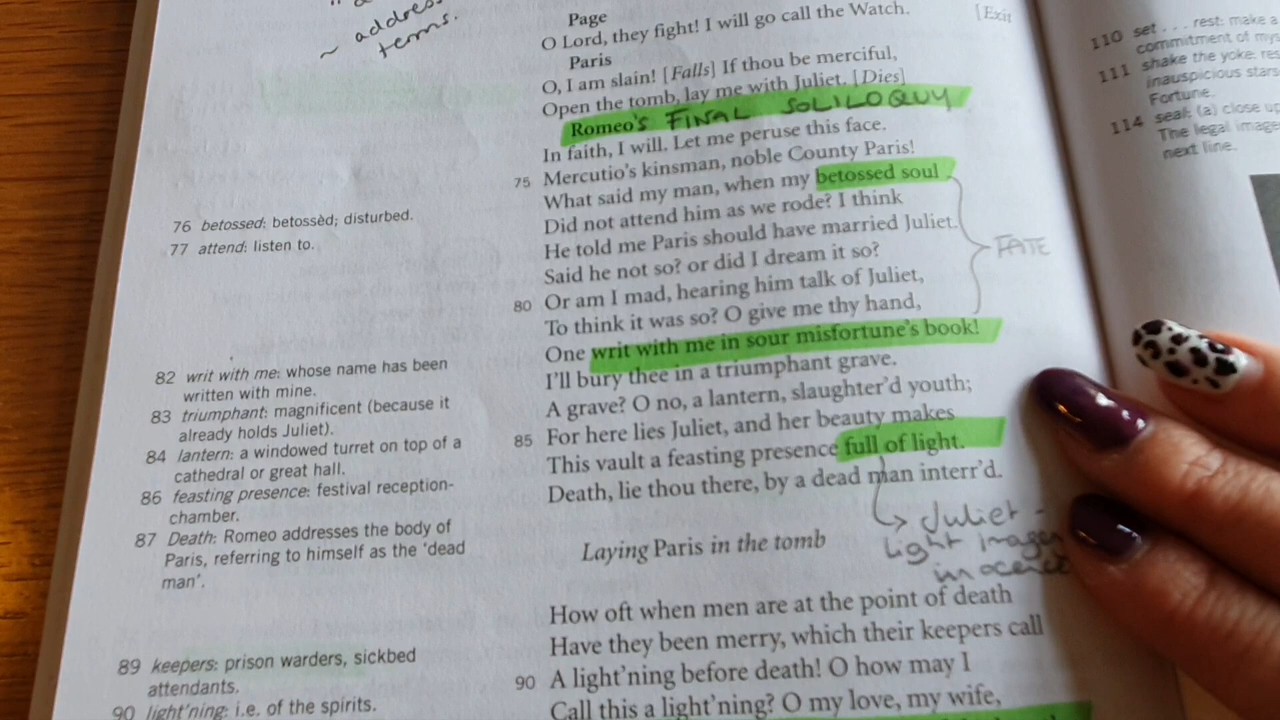 ~ address
terms.
Page
O Lord, they fight! I will go call the Watch. [Exit
Paris
O, I am slain! [Falls] If thou be merciful,
Open the tomb, lay me with Juliet. [Dies]
Romeo's FINAL SOLILOQUY
In faith, I will. Let me peruse this face.
75 Mercutio's kinsman, noble County Paris!
What said my man, when my betossed soul
Did not attend him as we rode? I think
He told me Paris should have married Juliet.
Said he not so? or did I dream it so?
FATE
80 Or am I mad, hearing him talk of Juliet,
To think it was so? O give me thy hand,
One writ with me in sour misfortune's book!
I'll bury thee in a triumphant grave.
A grave? O no, a lantern, slaughter'd youth;
85 For here lies Juliet, and her beauty makes
This vault a feasting presence full of light.
Death, lie thou there, by a dead man interr'd.
Juliet -
light images
Laying Paris in the tomb
How oft when men are at the point of death
Have they been merry, which their keepers call
90 A light'ning before death! O how may I
Call this a light'ning? O my love, my wife,
76 betossed: betossèd; disturbed.
77 attend: listen to.
82 writ with me: whose name has been
written with mine.
83 triumphant: magnificent (because it
already holds Juliet).
84 lantern: a windowed turret on top of a
cathedral or great hall.
86 feasting presence: festival reception-
chamber.
87 Death: Romeo addresses the body of
Paris, referring to himself as the 'dead
man'.
89 keepers: prison warders, sickbed
attendants.
90 light'ning: i.e. of the spirits.
110 set . . . rest: make a
commitment of
111 shake the yoke:
inauspicious stars
Fortune.
114 seal: (a) close
The legal
next line.